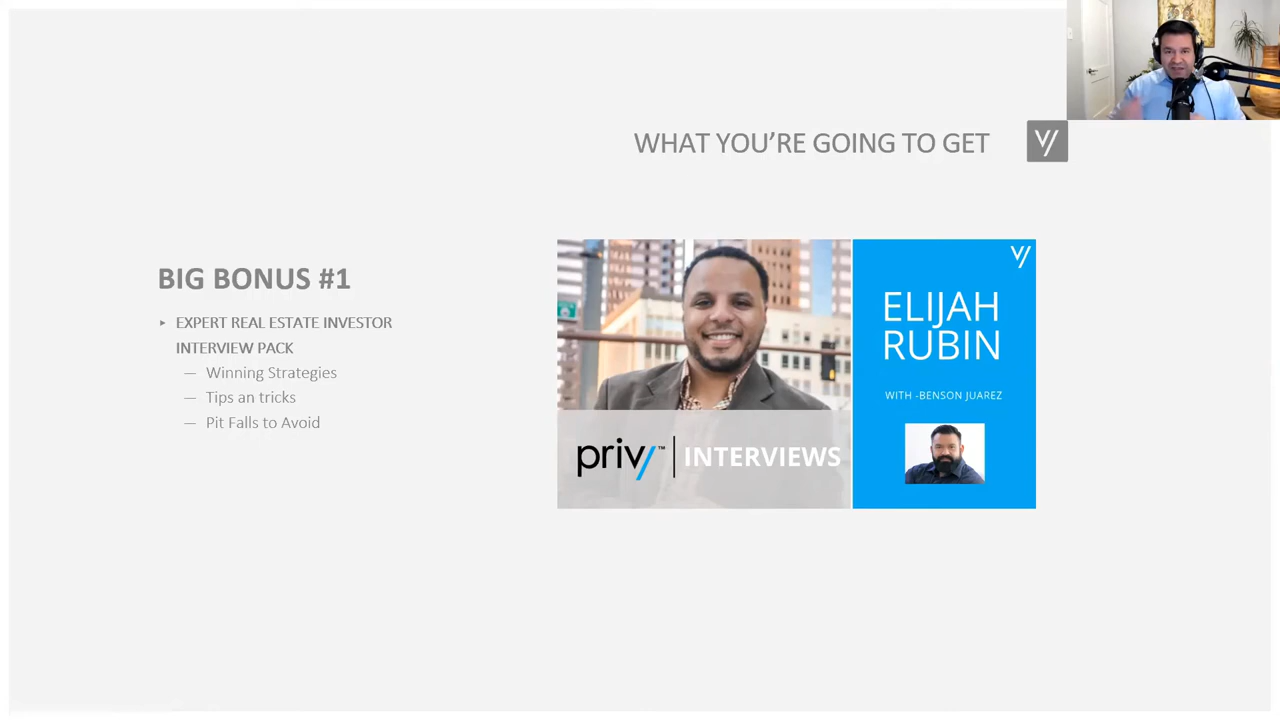 WHAT YOU'RE GOING TO GET
BIG BONUS #1
▸ EXPERT REAL ESTATE INVESTOR
INTERVIEW PACK
— Winning Strategies
— Tips an tricks
— Pit Falls to Avoid
privy™ | INTERVIEWS
ELIJAH
RUBIN
WITH -BENSON JUAREZ